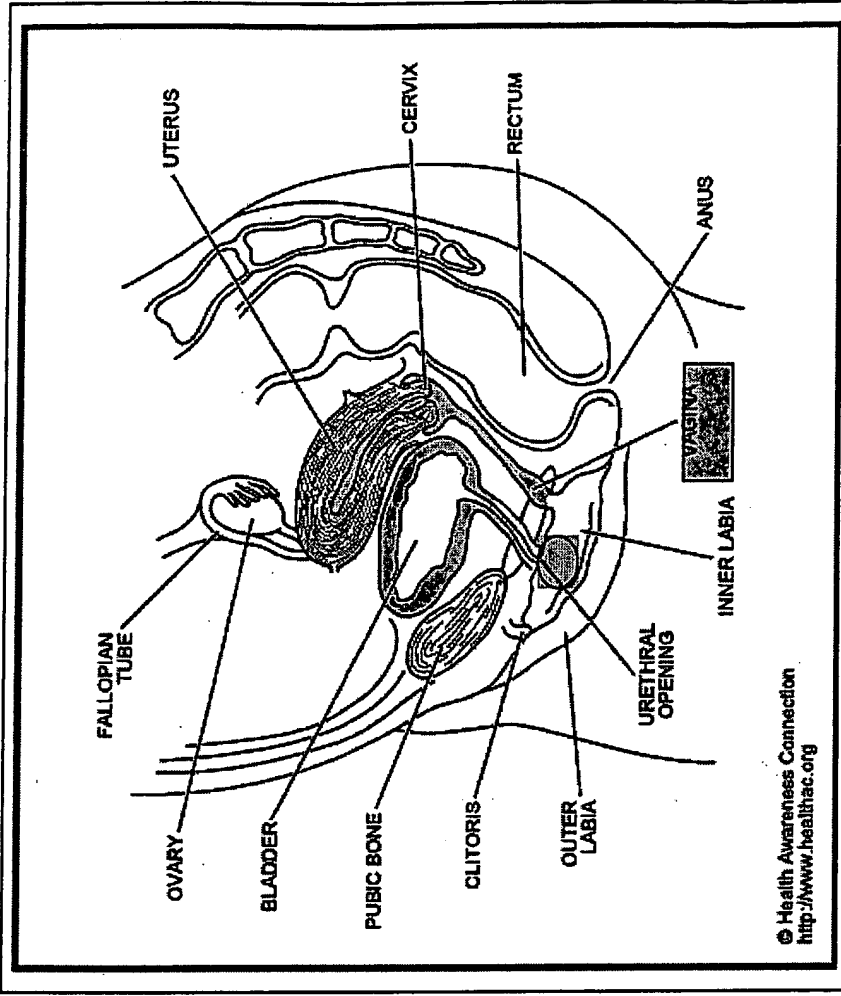 FALLOPIAN
TUBE
OVARY
BLADDER
PUBIC BONE
CLITORIS
OUTER
LABIA
URETHRAL
OPENING
INNER LABIA
VAGINA
ANUS
RECTUM
CERVIX
UTERUS
© Health Awareness Connection
http://www.healthac.org